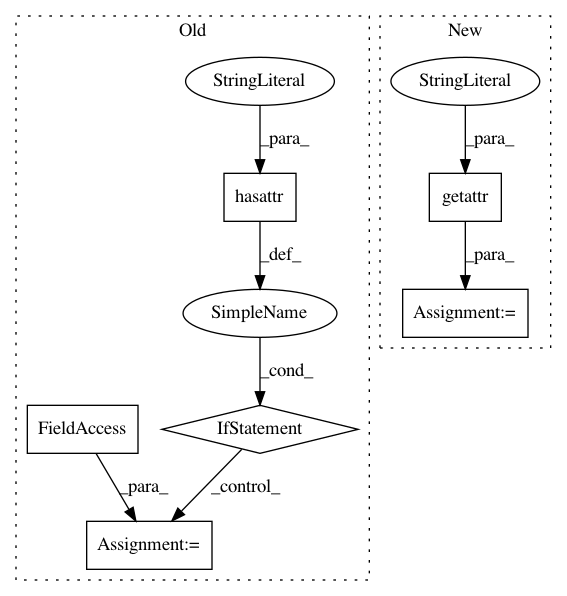 Old
New
StringLiteral
StringLiteral
_para_
_para_
hasattr
getattr
_def_
_para_
SimpleName
Assignment:=
_cond_
FieldAccess
IfStatement
_para_
_control_
Assignment:=